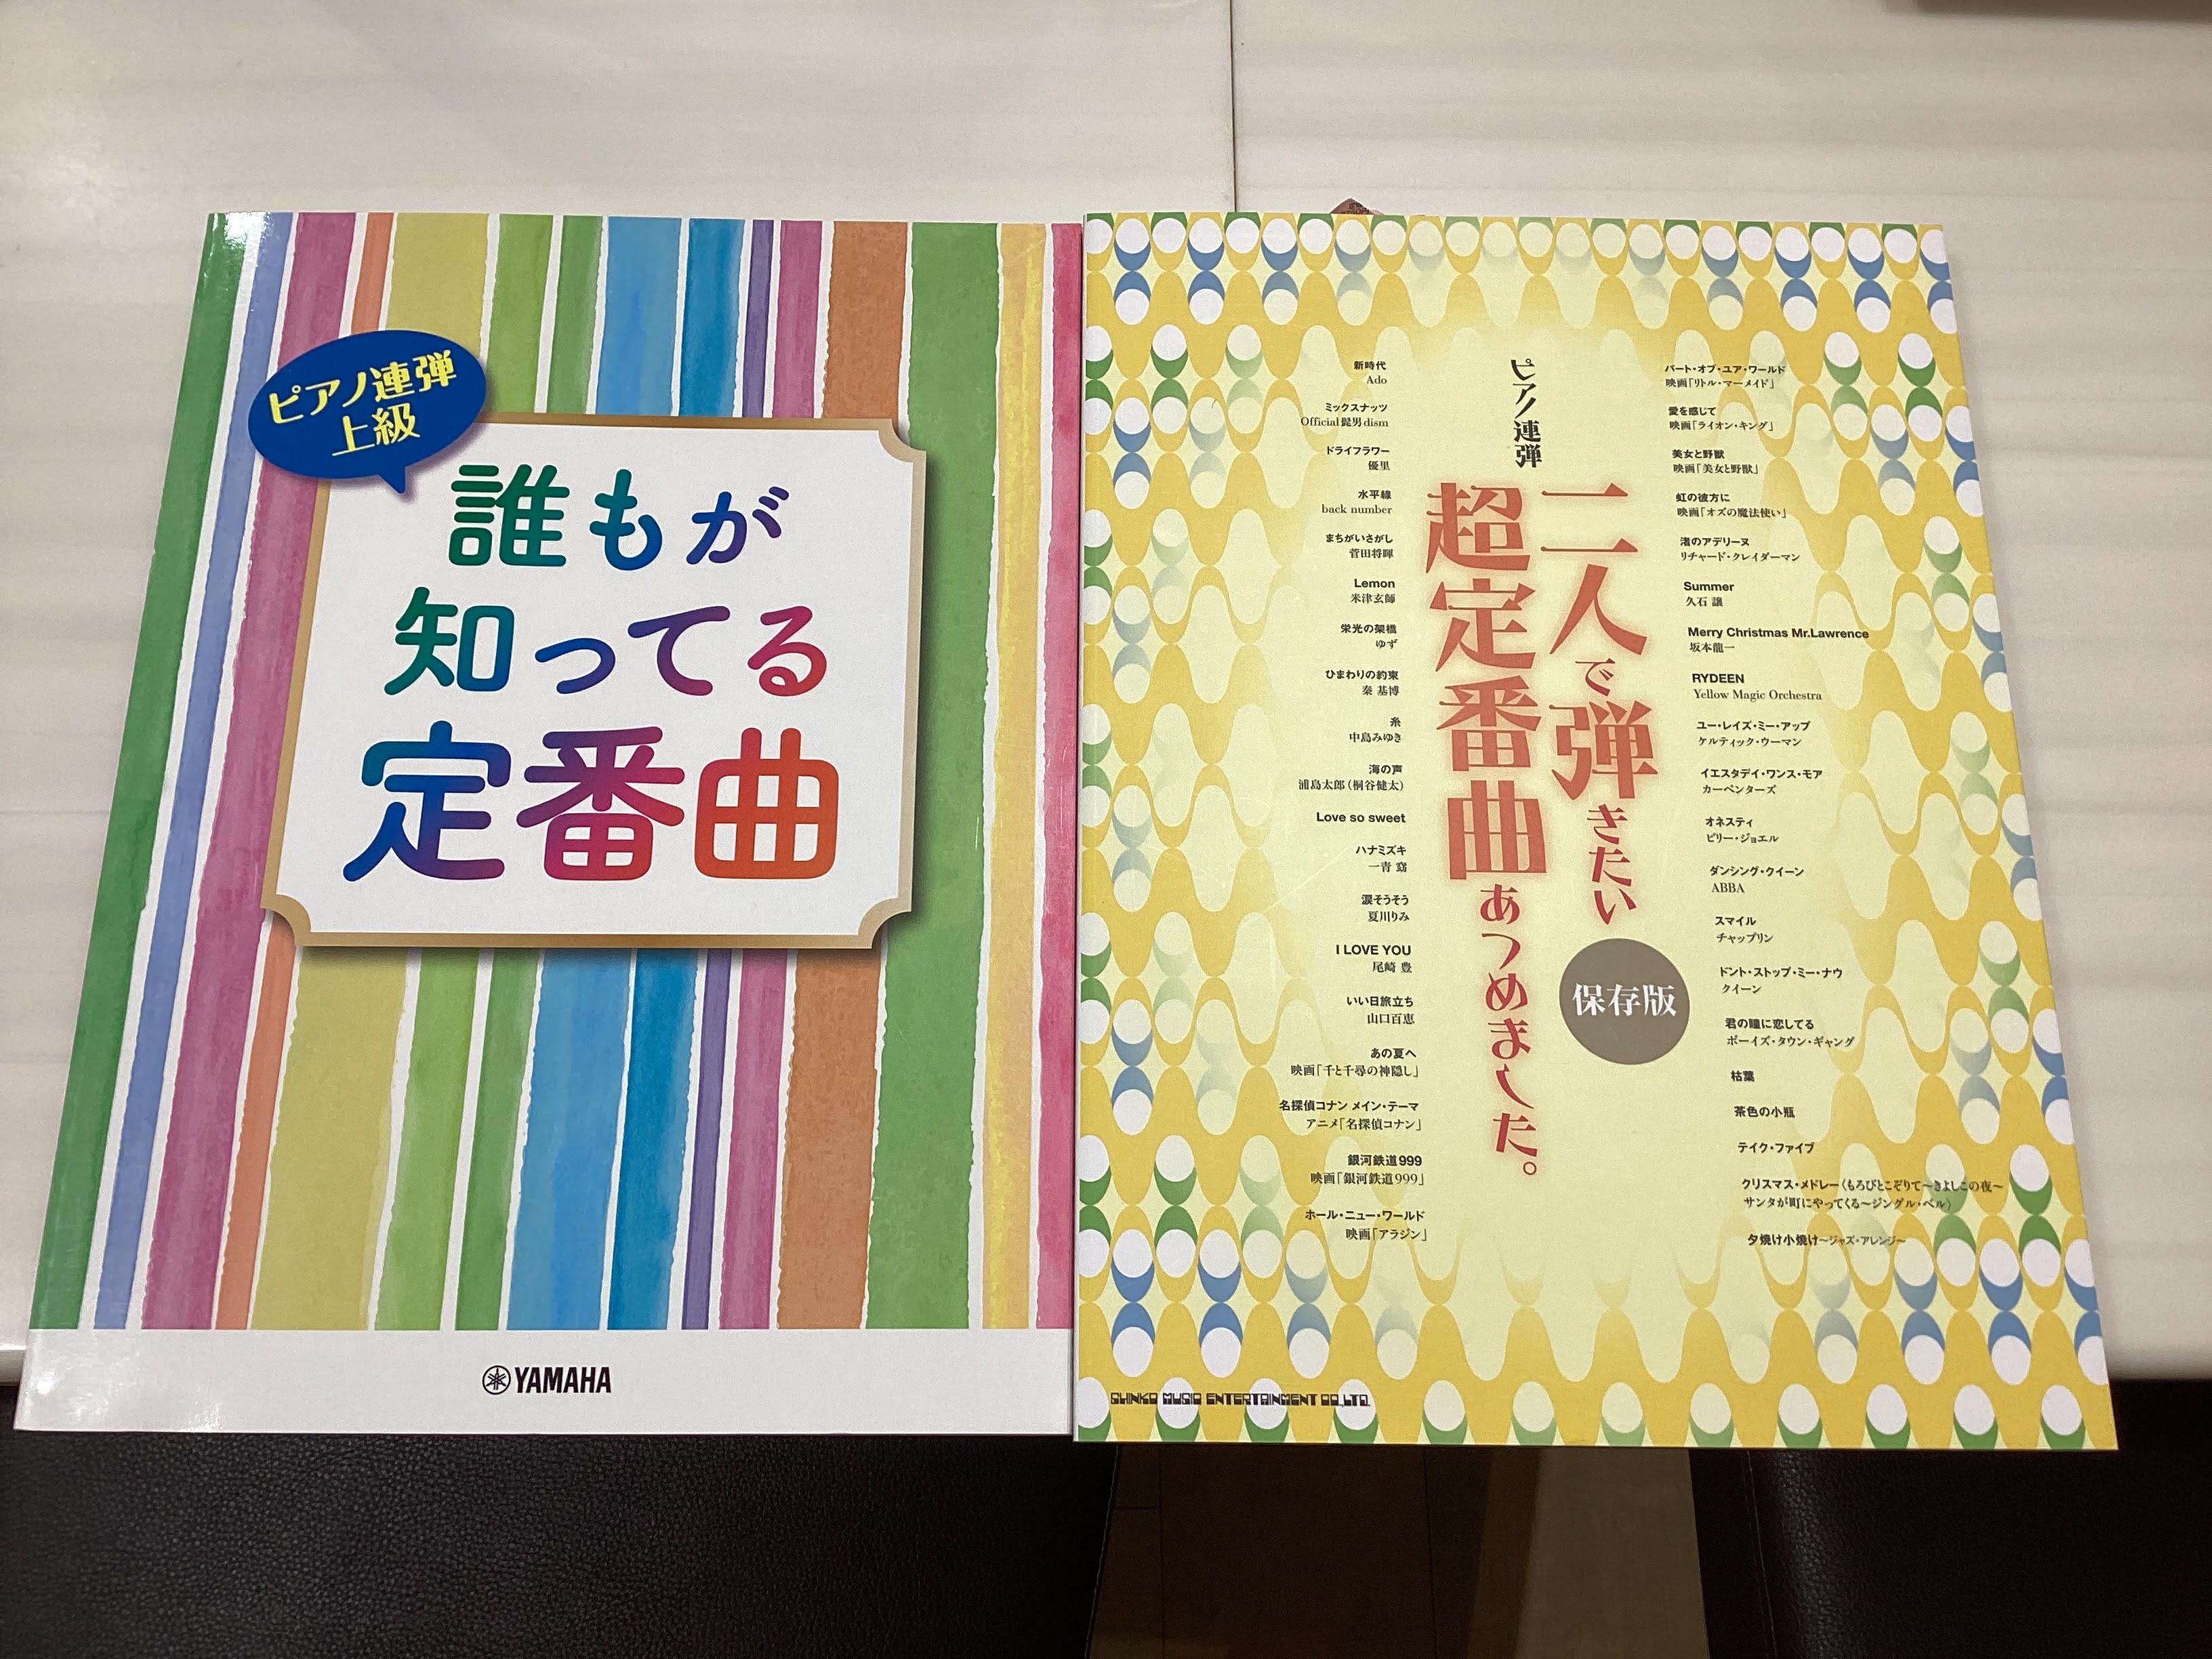 ピアノ連弾
上級
誰もが
知ってる
定番曲
YAMAHA
ピアノ連弾
二人で弾きたい
超定番曲あつめました。
保存版
新時代
Ado
ミックスナッツ
Official髭男dism
ドライフラワー
優里
水平線
back number
まちがいさがし
菅田将暉
Lemon
米津玄師
栄光の架橋
ゆず
ひまわりの約束
秦 基博
糸
中島みゆき
海の声
浦島太郎（桐谷健太）
Love so sweet
ハナミズキ
一青 窈
涙そうそう
夏川りみ
I LOVE YOU
尾崎 豊
いい日旅立ち
山口百恵
あの夏へ
映画「千と千尋の神隠し」
名探偵コナン メイン・テーマ
アニメ「名探偵コナン」
銀河鉄道999
映画「銀河鉄道999」
ホール・ニュー・ワールド
映画「アラジン」
パート・オブ・ユア・ワールド
映画「リトル・マーメイド」
愛を感じて
映画「ライオン・キング」
美女と野獣
映画「美女と野獣」
虹の彼方に
映画「オズの魔法使い」
渚のアデリーヌ
リチャード・クレイダーマン
Summer
久石 譲
Merry Christmas Mr.Lawrence
坂本龍一
RYDEEN
Yellow Magic Orchestra
ユー・レイズ・ミー・アップ
ケルティック・ウーマン
イエスタデイ・ワンス・モア
カーペンターズ
オネスティ
ビリー・ジョエル
ダンシング・クイーン
ABBA
スマイル
チャップリン
ドント・ストップ・ミー・ナウ
クイーン
君の瞳に恋してる
ボーイズ・タウン・ギャング
枯葉
茶色の小瓶
テイク・ファイブ
クリスマス・メドレー〈もろびとこぞりて〜きよしこの夜〜
サンタが町にやってくる〜ジングル・ベル〉
夕焼け小焼け〜ジャズ・アレンジ〜
SHINKO MUSIC ENTERTAINMENT CO.,LTD.